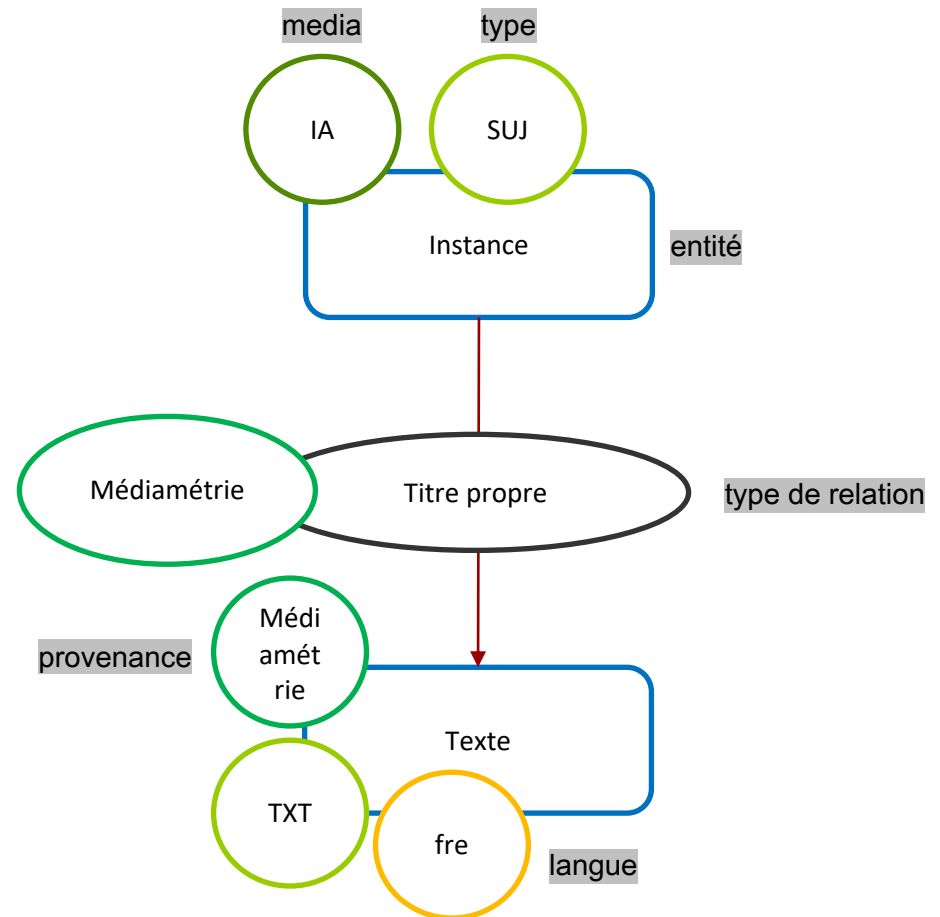 media
type
IA
SUJ
Instance
entité
Médiamétrie
Titre propre
type de relation
Médi
amét
rie
provenance
Texte
TXT
fre
langue